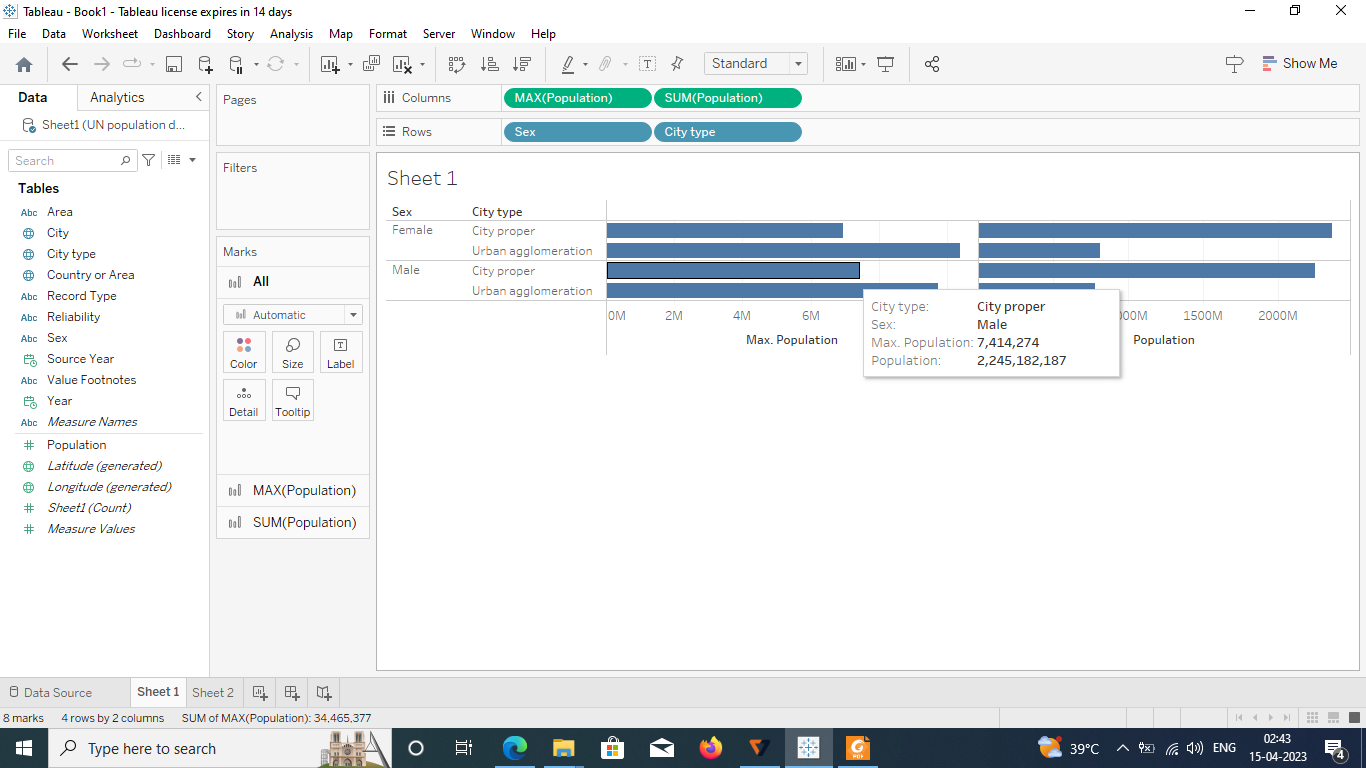 Tableau - Book1 - Tableau license expires in 14 days
File Data Worksheet Dashboard Story Analysis Map Format Server Window Help
Standard
Show Me
Data Analytics
Sheet1 (UN population d...
Search
Tables
Abc Area
City
City type
Country or Area
Abc Record Type
Abc Reliability
Abc Sex
Source Year
Abc Value Footnotes
Year
Abc Measure Names
Population
Latitude (generated)
Longitude (generated)
Sheet1 (Count)
Measure Values
Pages
Filters
Marks
All
Automatic
Color Size Label
Detail Tooltip
MAX(Population)
SUM(Population)
Columns MAX(Population) SUM(Population)
Rows Sex City type
Sheet 1
Sex City type
Female City proper
Urban agglomeration
Male City proper
Urban agglomeration
0M 2M 4M 6M 1500M 2000M
Max. Population Population
City type: City proper
Sex: Male
Max. Population: 7,414,274
Population: 2,245,182,187
Data Source Sheet 1 Sheet 2
8 marks 4 rows by 2 columns SUM of MAX(Population): 34,465,377
Type here to search
PDF
39°C
ENG
02:43
15-04-2023
4